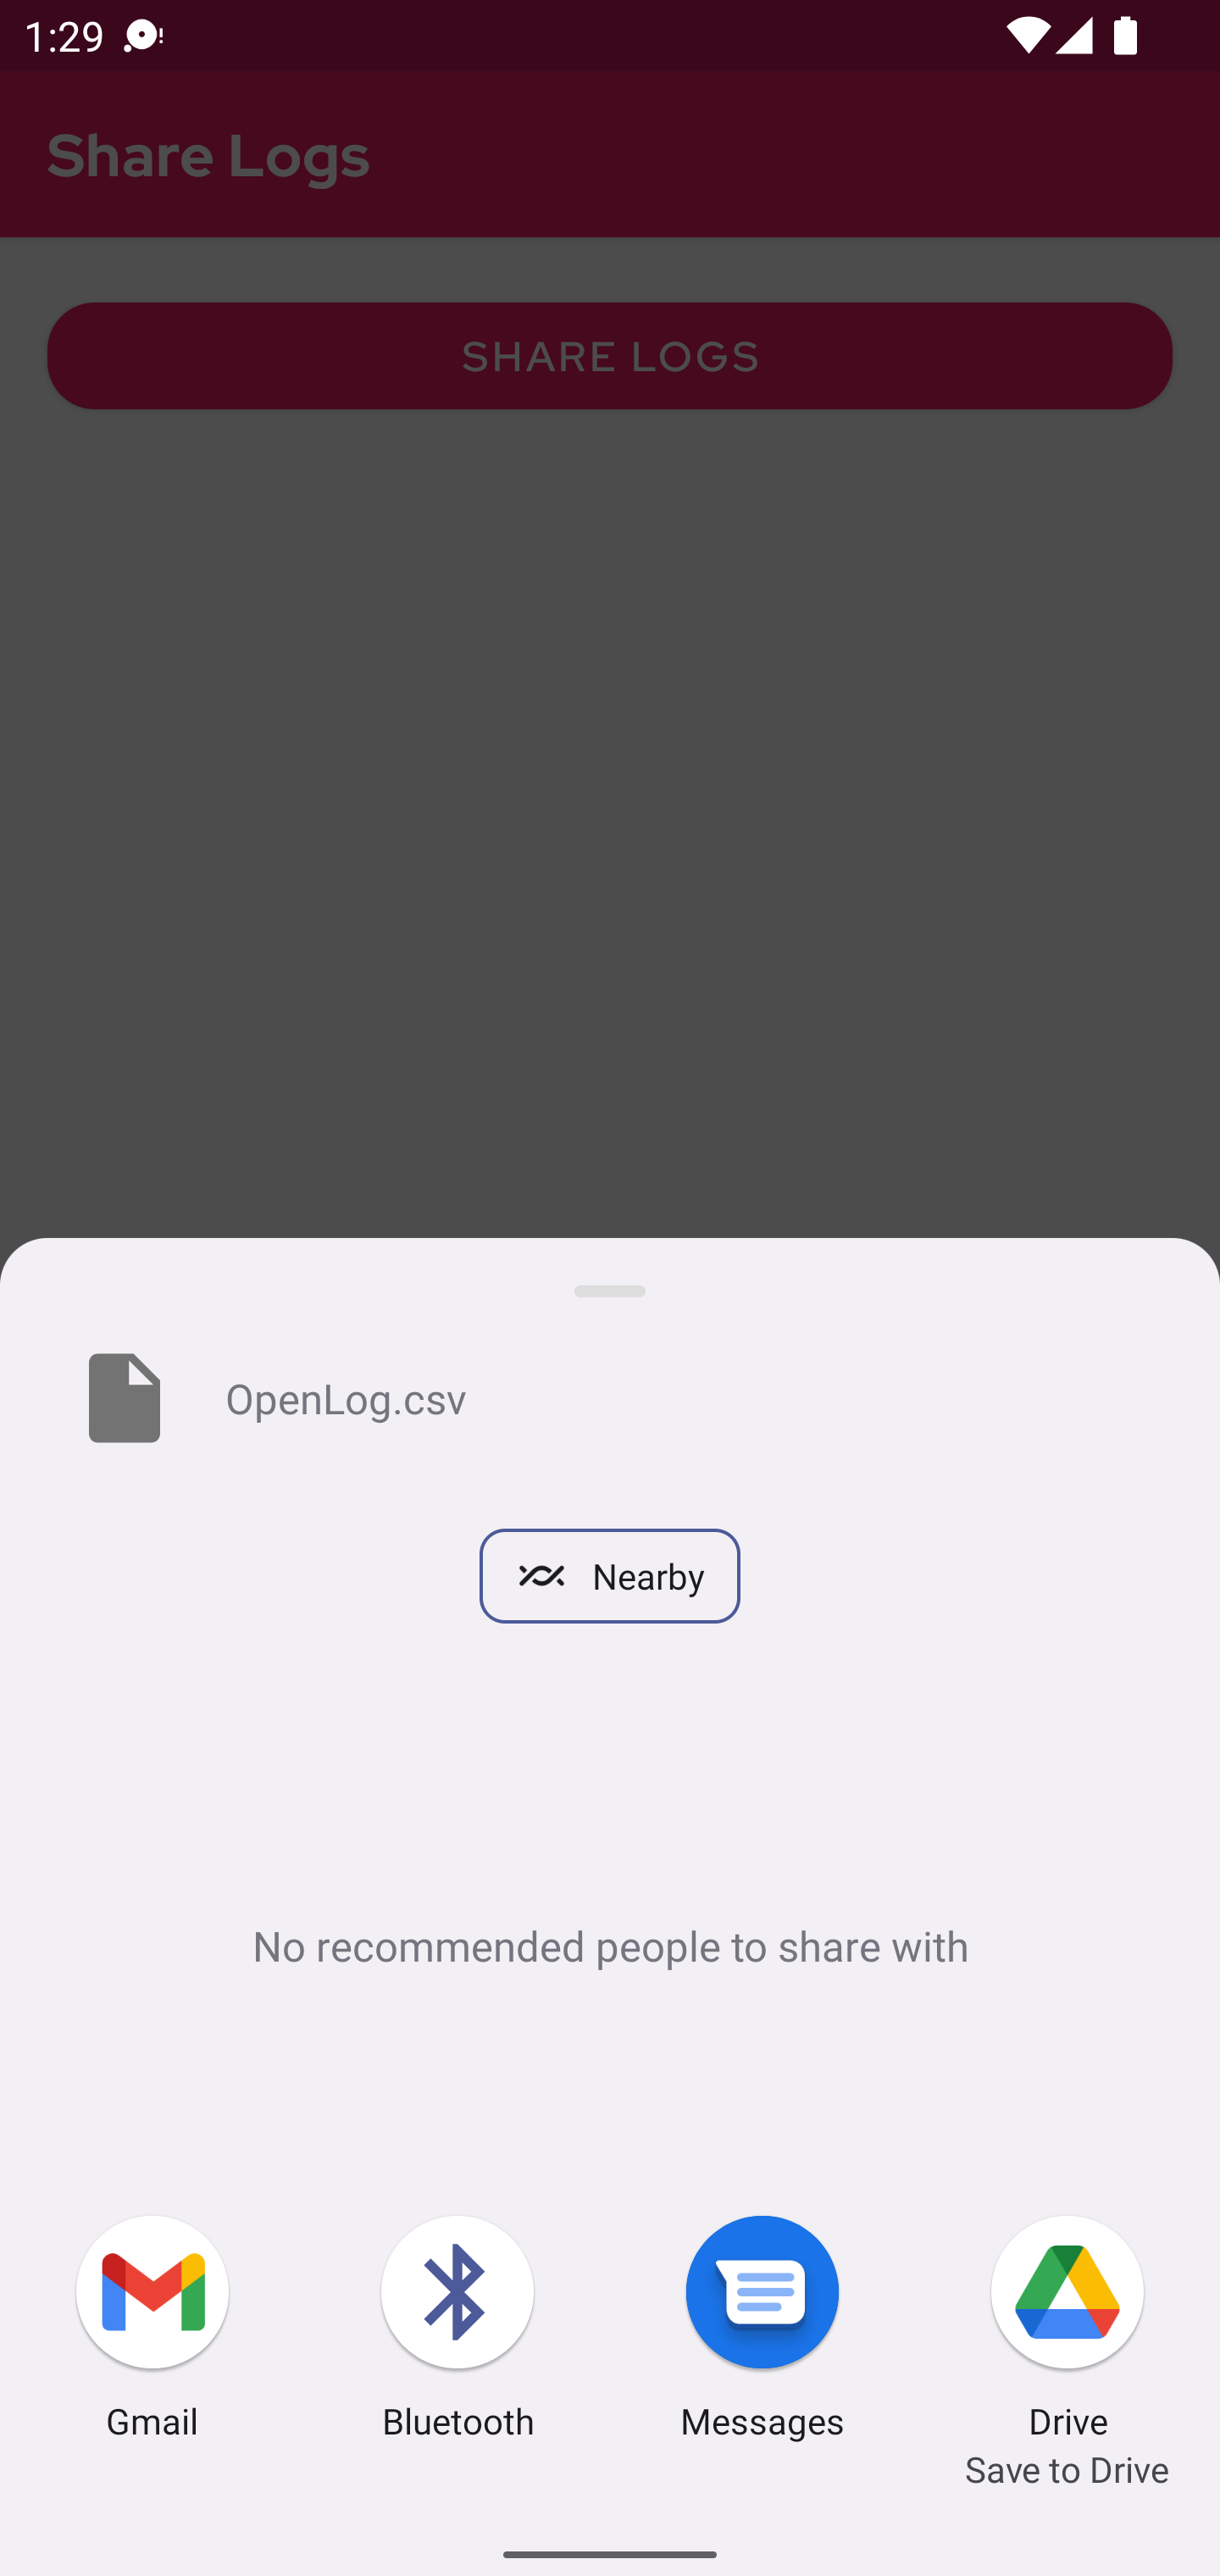 1:29
Share Logs
SHARE LOGS
OpenLog.csv
Nearby
No recommended people to share with
Gmail
Bluetooth
Messages
Drive
Save to Drive